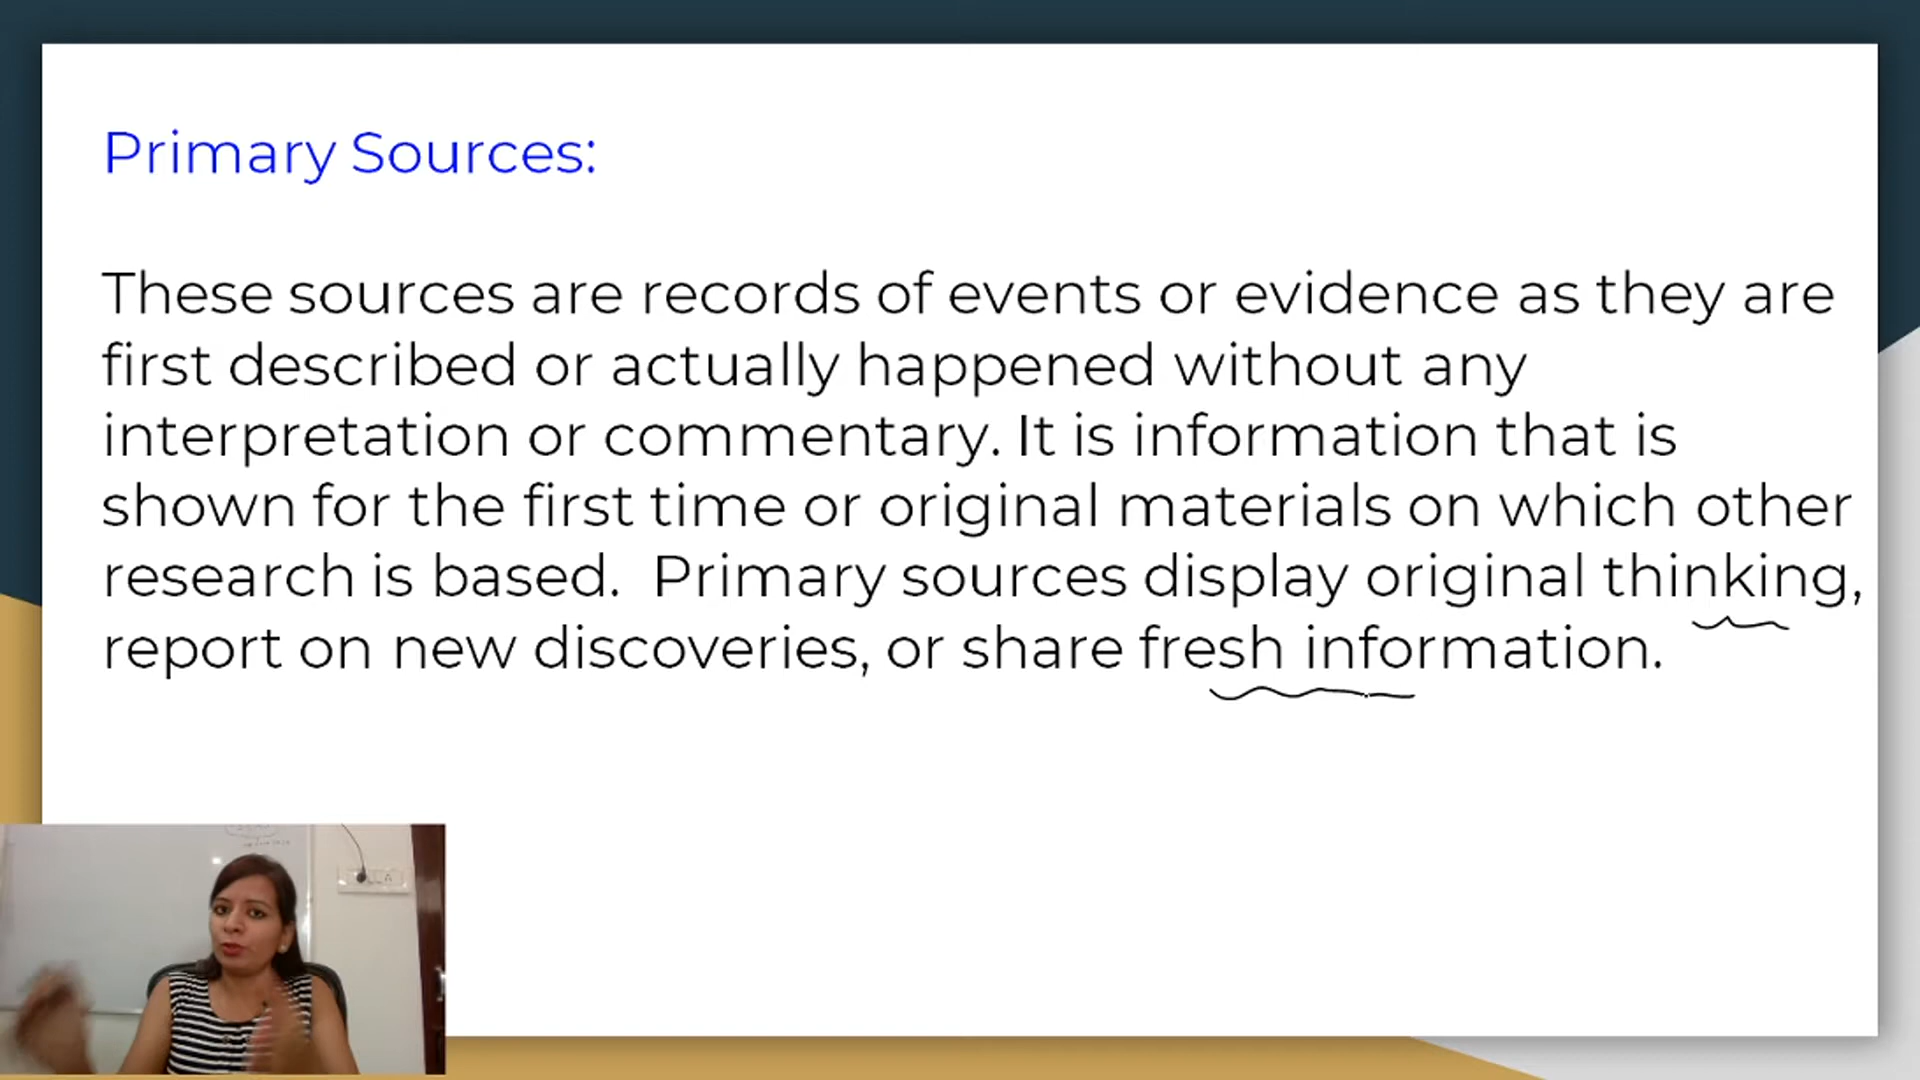 Primary Sources:
These sources are records of events or evidence as they are
first described or actually happened without any
interpretation or commentary. It is information that is
shown for the first time or original materials on which other
research is based.  Primary sources display original thinking,
report on new discoveries, or share fresh information.